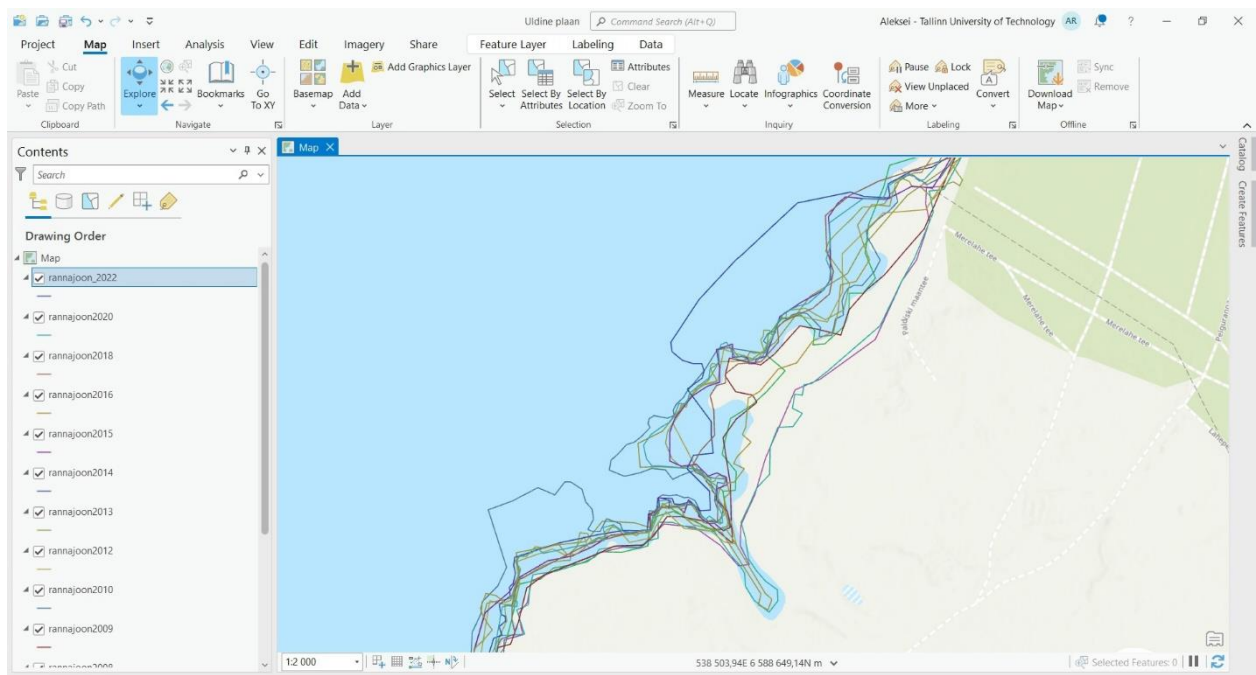 Uldine plaan
Command Search (Alt+Q)
Aleksei - Tallinn University of Technology
AR
?
Project Map Insert Analysis View Edit Imagery Share Feature Layer Labeling Data
Cut
Copy
Copy Path
Paste
Clipboard
Explore
Bookmarks
Go To XY
Navigate
Basemap
Add Data
Add Graphics Layer
Layer
Select
Select By Attributes
Select By Location
Attributes
Clear
Zoom To
Selection
Measure
Locate
Infographics
Coordinate Conversion
Inquiry
Pause
Lock
View Unplaced
More
Convert
Labeling
Download Map
Sync
Remove
Offline
Contents
Search
Drawing Order
Map
rannajoon_2022
rannajoon2020
rannajoon2018
rannajoon2016
rannajoon2015
rannajoon2014
rannajoon2013
rannajoon2012
rannajoon2010
rannajoon2009
Map
Merelahe tee
Merelahe tee
Merelahe tee
Paldiski maantee
1:2 000
538 503,94E 6 588 649,14N m
Selected Features: 0
Catalog
Create Features